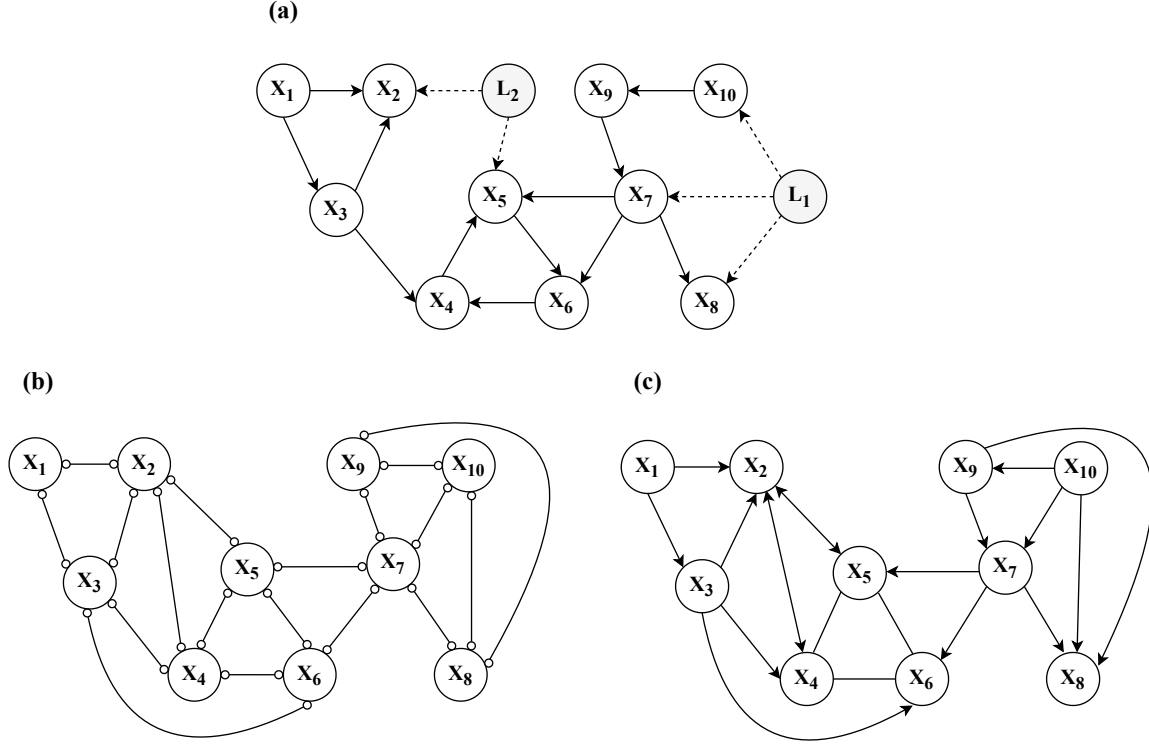 (a)
X1 X2 L2 X9 X10
X3 X5 X7 L1
X4 X6 X8
(b) (c)
X1 X2 X9 X10 X1 X2 X9 X10
X3 X5 X7 X3 X5 X7
X4 X6 X8 X4 X6 X8